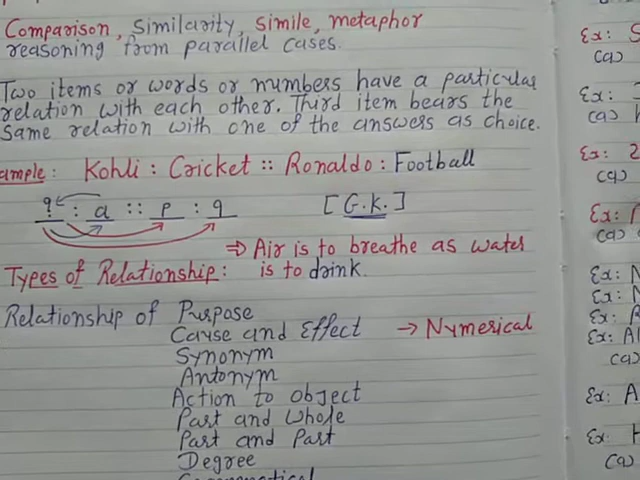 Comparison, Similarity, simile, metaphor
reasoning from parallel cases.
Two items or words or numbers have a particular
relation with each other. Third item bears the
same relation with one of the answers as choice.
ample: Kohli : Cricket :: Ronaldo : Football
? : a :: p : q [G.K.]
⇒ Air is to breathe as water
Types of Relationship: is to drink.
Relationship of Purpose
Cause and Effect → Numerical
Synonym
Antonym
Action to object
Part and Whole
Part and Part
Degree
Ex: S
(a)
Ex:
(a)
Ex: 2
(a)
Ex:
(a)
Ex: N
Ex: N
Ex:
Ex: A
(a)
Ex: A
Ex: H
(a)